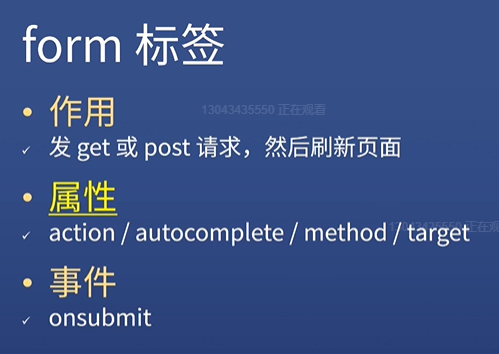 form 标签
• 作用
13043435550 正在观看
✓ 发 get 或 post 请求，然后刷新页面
• 属性
13043435550 正在观
✓ action / autocomplete / method / target
• 事件
✓ onsubmit